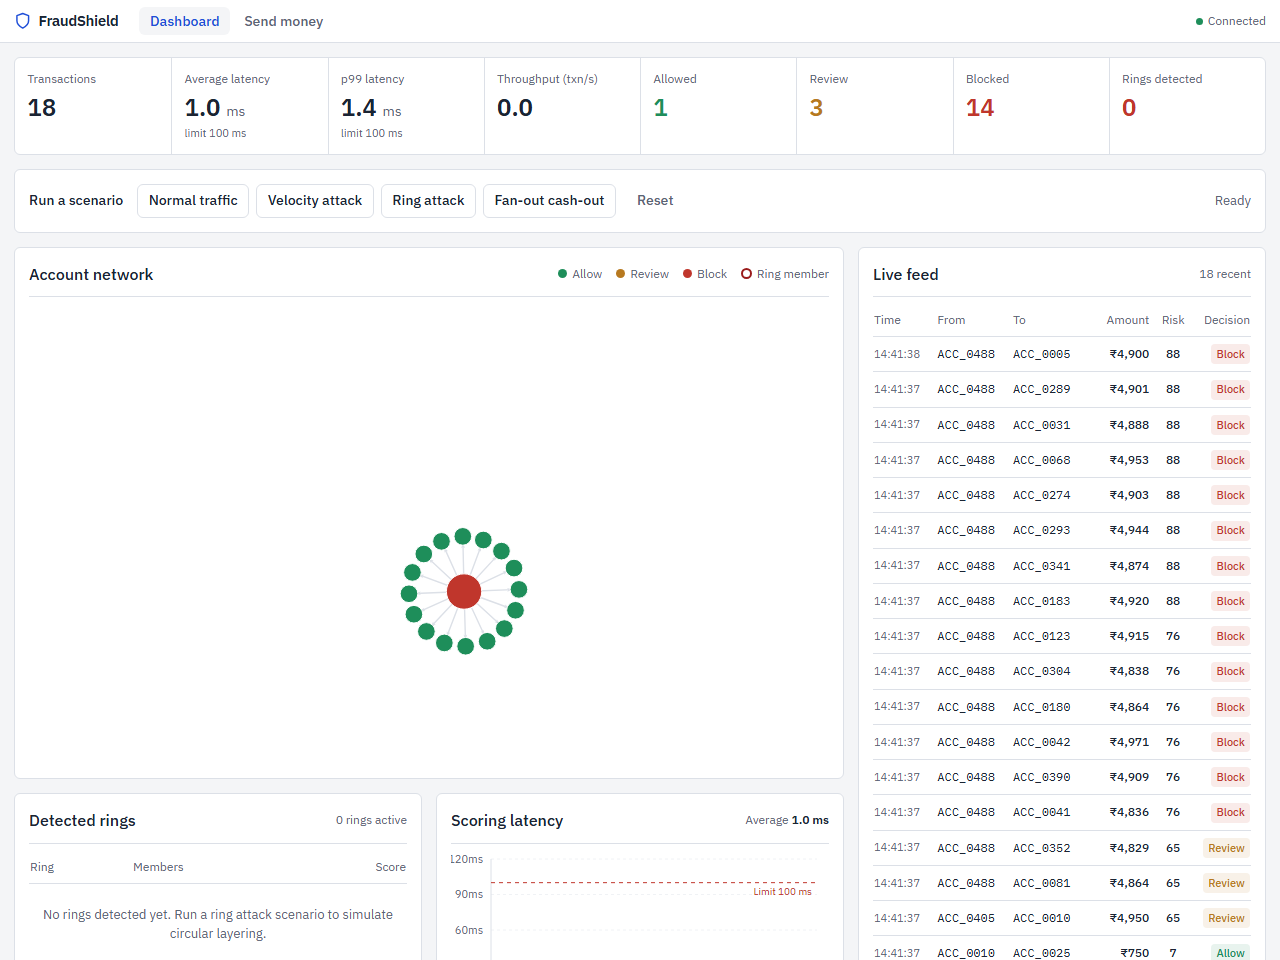 FraudShield Dashboard Send money Connected
Transactions Average latency p99 latency Throughput (txn/s) Allowed Review Blocked Rings detected
18 1.0 ms 1.4 ms 0.0 1 3 14 0
limit 100 ms limit 100 ms
Run a scenario Normal traffic Velocity attack Ring attack Fan-out cash-out Reset Ready
Account network Allow Review Block Ring member
Live feed 18 recent
Time From To Amount Risk Decision
14:41:38 ACC_0488 ACC_0005 ₹4,900 88 Block
14:41:37 ACC_0488 ACC_0289 ₹4,901 88 Block
14:41:37 ACC_0488 ACC_0031 ₹4,888 88 Block
14:41:37 ACC_0488 ACC_0068 ₹4,953 88 Block
14:41:37 ACC_0488 ACC_0274 ₹4,903 88 Block
14:41:37 ACC_0488 ACC_0293 ₹4,944 88 Block
14:41:37 ACC_0488 ACC_0341 ₹4,874 88 Block
14:41:37 ACC_0488 ACC_0183 ₹4,920 88 Block
14:41:37 ACC_0488 ACC_0123 ₹4,915 76 Block
14:41:37 ACC_0488 ACC_0304 ₹4,838 76 Block
14:41:37 ACC_0488 ACC_0180 ₹4,864 76 Block
14:41:37 ACC_0488 ACC_0042 ₹4,971 76 Block
14:41:37 ACC_0488 ACC_0390 ₹4,909 76 Block
14:41:37 ACC_0488 ACC_0041 ₹4,836 76 Block
14:41:37 ACC_0488 ACC_0352 ₹4,829 65 Review
14:41:37 ACC_0488 ACC_0081 ₹4,864 65 Review
14:41:37 ACC_0405 ACC_0010 ₹4,950 65 Review
14:41:37 ACC_0010 ACC_0025 ₹750 7 Allow
Detected rings 0 rings active
Ring Members Score
No rings detected yet. Run a ring attack scenario to simulate
circular layering.
Scoring latency Average 1.0 ms
120ms
90ms
Limit 100 ms
60ms